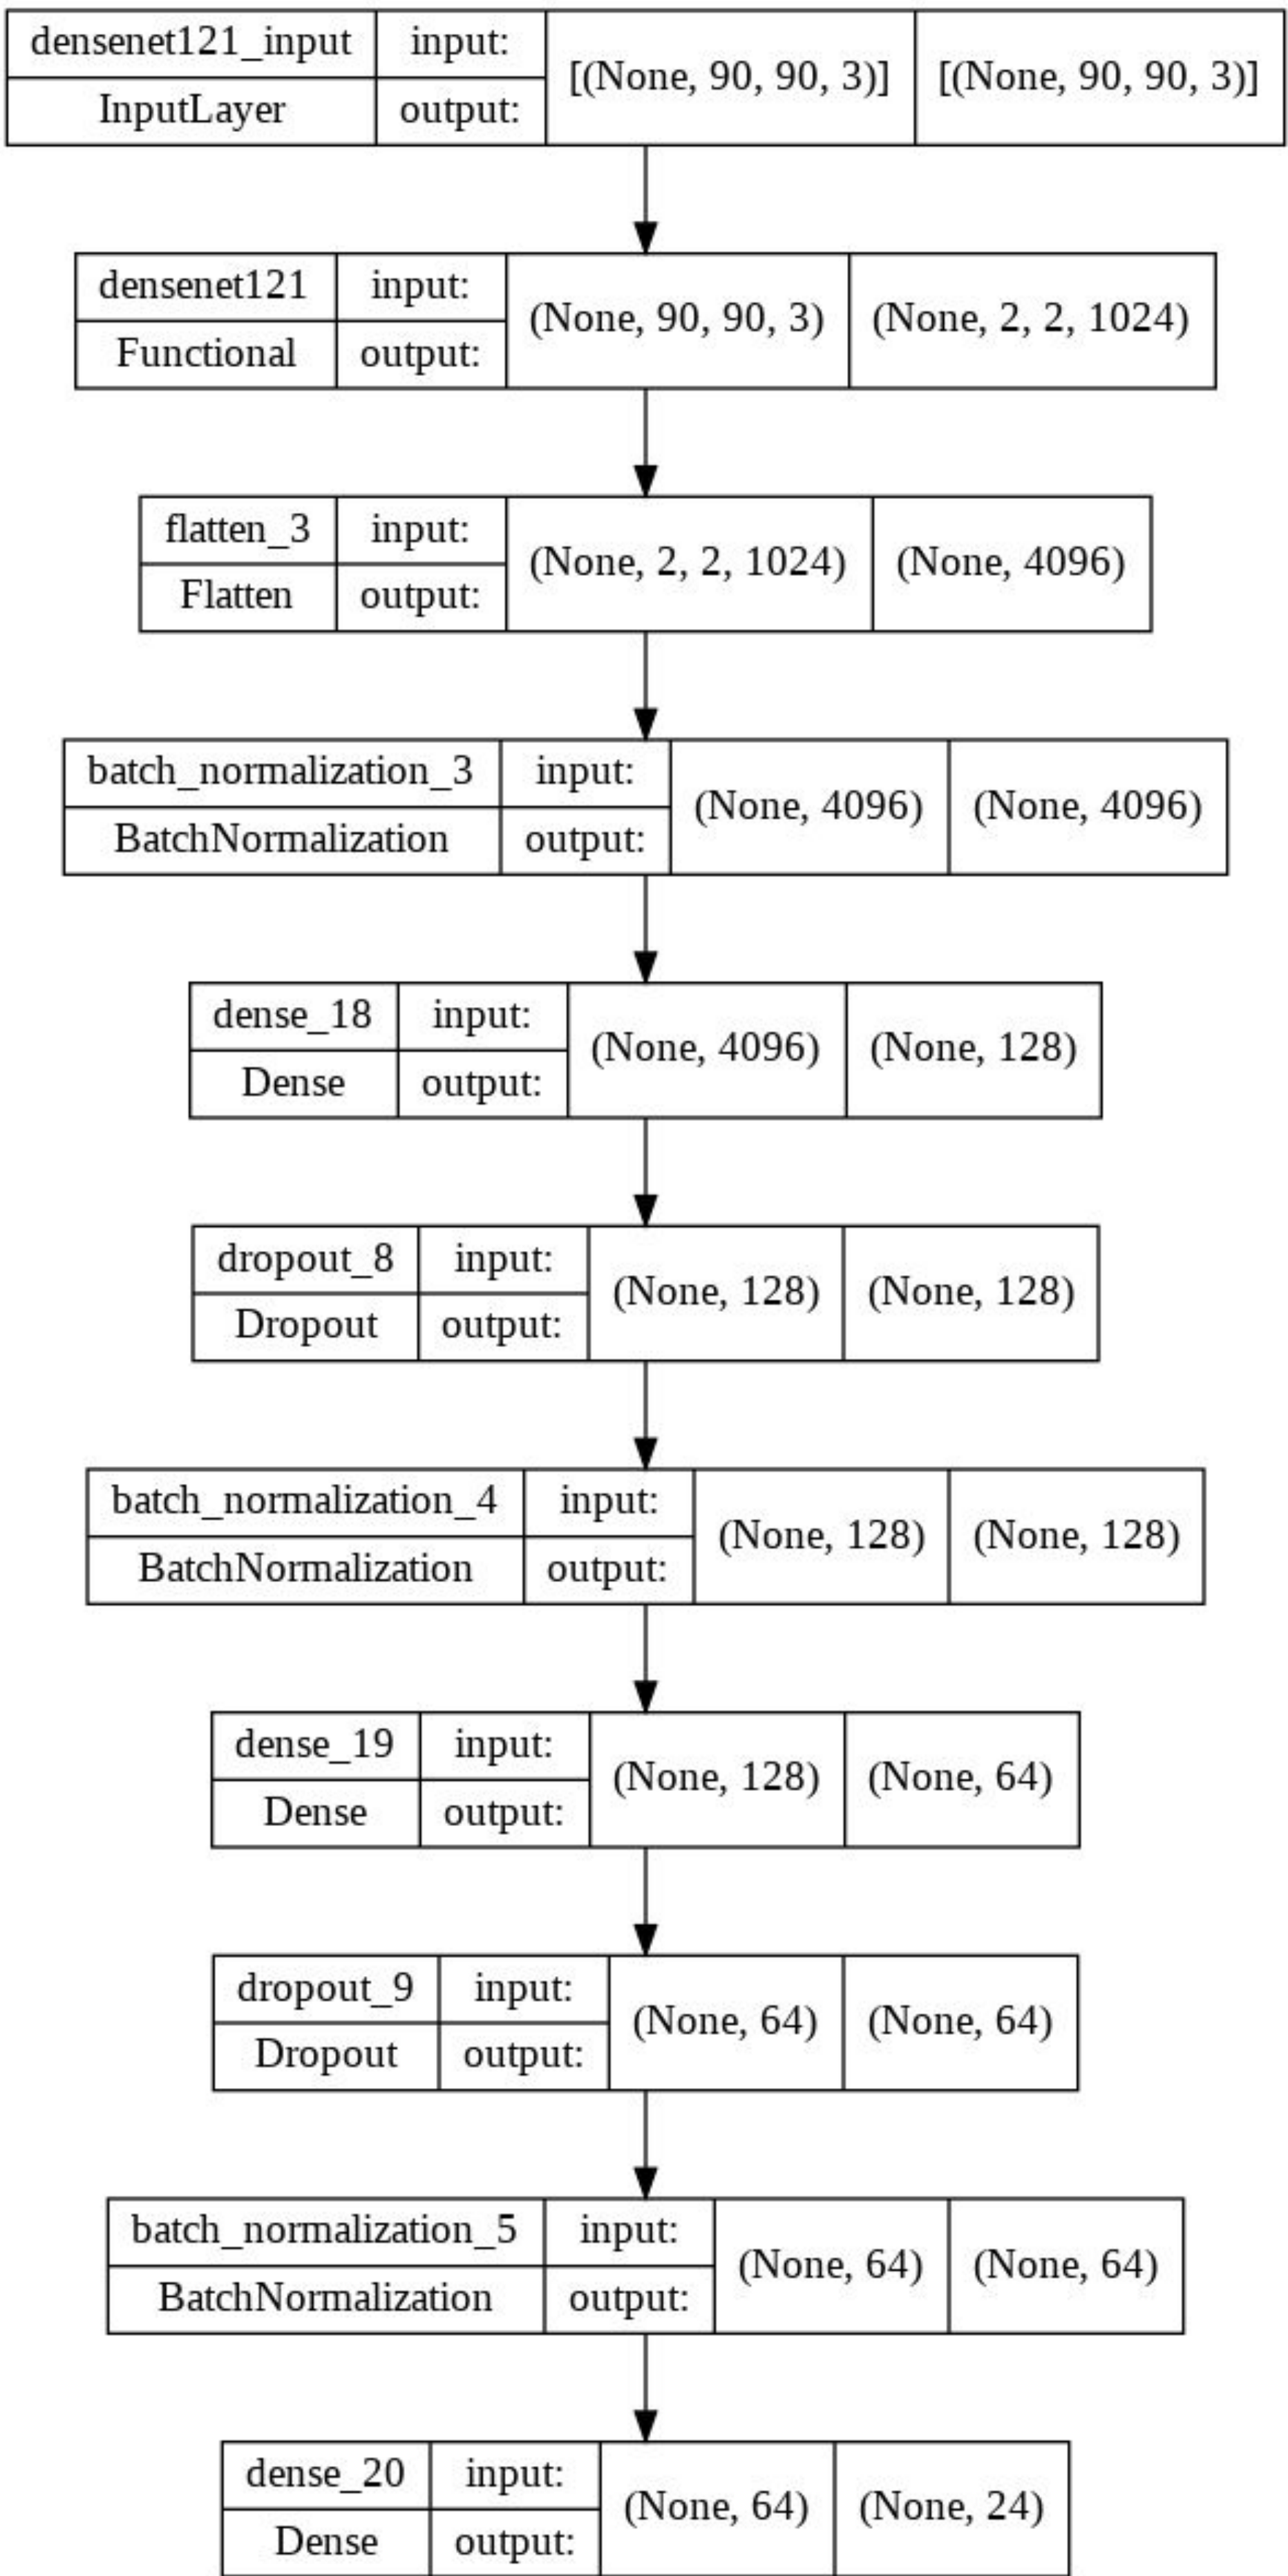 densenet121_input input: [(None, 90, 90, 3)] [(None, 90, 90, 3)]
InputLayer output:
densenet121 input: (None, 90, 90, 3) (None, 2, 2, 1024)
Functional output:
flatten_3 input: (None, 2, 2, 1024) (None, 4096)
Flatten output:
batch_normalization_3 input: (None, 4096) (None, 4096)
BatchNormalization output:
dense_18 input: (None, 4096) (None, 128)
Dense output:
dropout_8 input: (None, 128) (None, 128)
Dropout output:
batch_normalization_4 input: (None, 128) (None, 128)
BatchNormalization output:
dense_19 input: (None, 128) (None, 64)
Dense output:
dropout_9 input: (None, 64) (None, 64)
Dropout output:
batch_normalization_5 input: (None, 64) (None, 64)
BatchNormalization output:
dense_20 input: (None, 64) (None, 24)
Dense output: